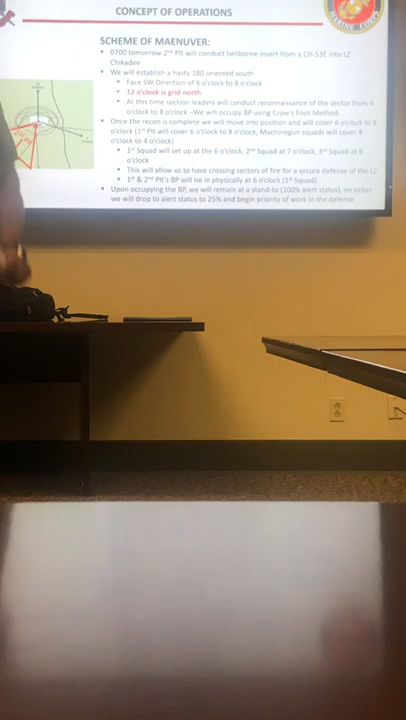 CONCEPT OF OPERATIONS
SCHEME OF MAENUVER:
• 0700 tomorrow 2nd Plt will conduct heliborne insert from a CH-53E into LZ
Chikadee
• We will establish a hasty 180 oriented south
• Face SW Direction of 6 o'clock to 8 o'clock
• 12 o'clock is grid north
• At this time section leaders will conduct reconnaissance of the sector from 4
o'clock to 8 o'clock –We will occupy BP using Crow's Foot Method
• Once the recon is complete we will move into position and will cover 6 o'clock to 8
o'clock (1st Plt will cover 6 o'clock to 8 o'clock, Machinegun squads will cover 8
o'clock to 4 o'clock)
• 1st Squad will set up at the 6 o'clock, 2nd Squad at 7 o'clock, 3rd Squad at 8
o'clock
• This will allow us to have crossing sectors of fire for a secure defense of the LZ
• 1st & 2nd Plt's BP will tie in physically at 6 o'clock (1st Squad)
• Upon occupying the BP, we will remain at a stand-to (100% alert status), on order
we will drop to alert status to 25% and begin priority of work in the defense
MARINE CORPS